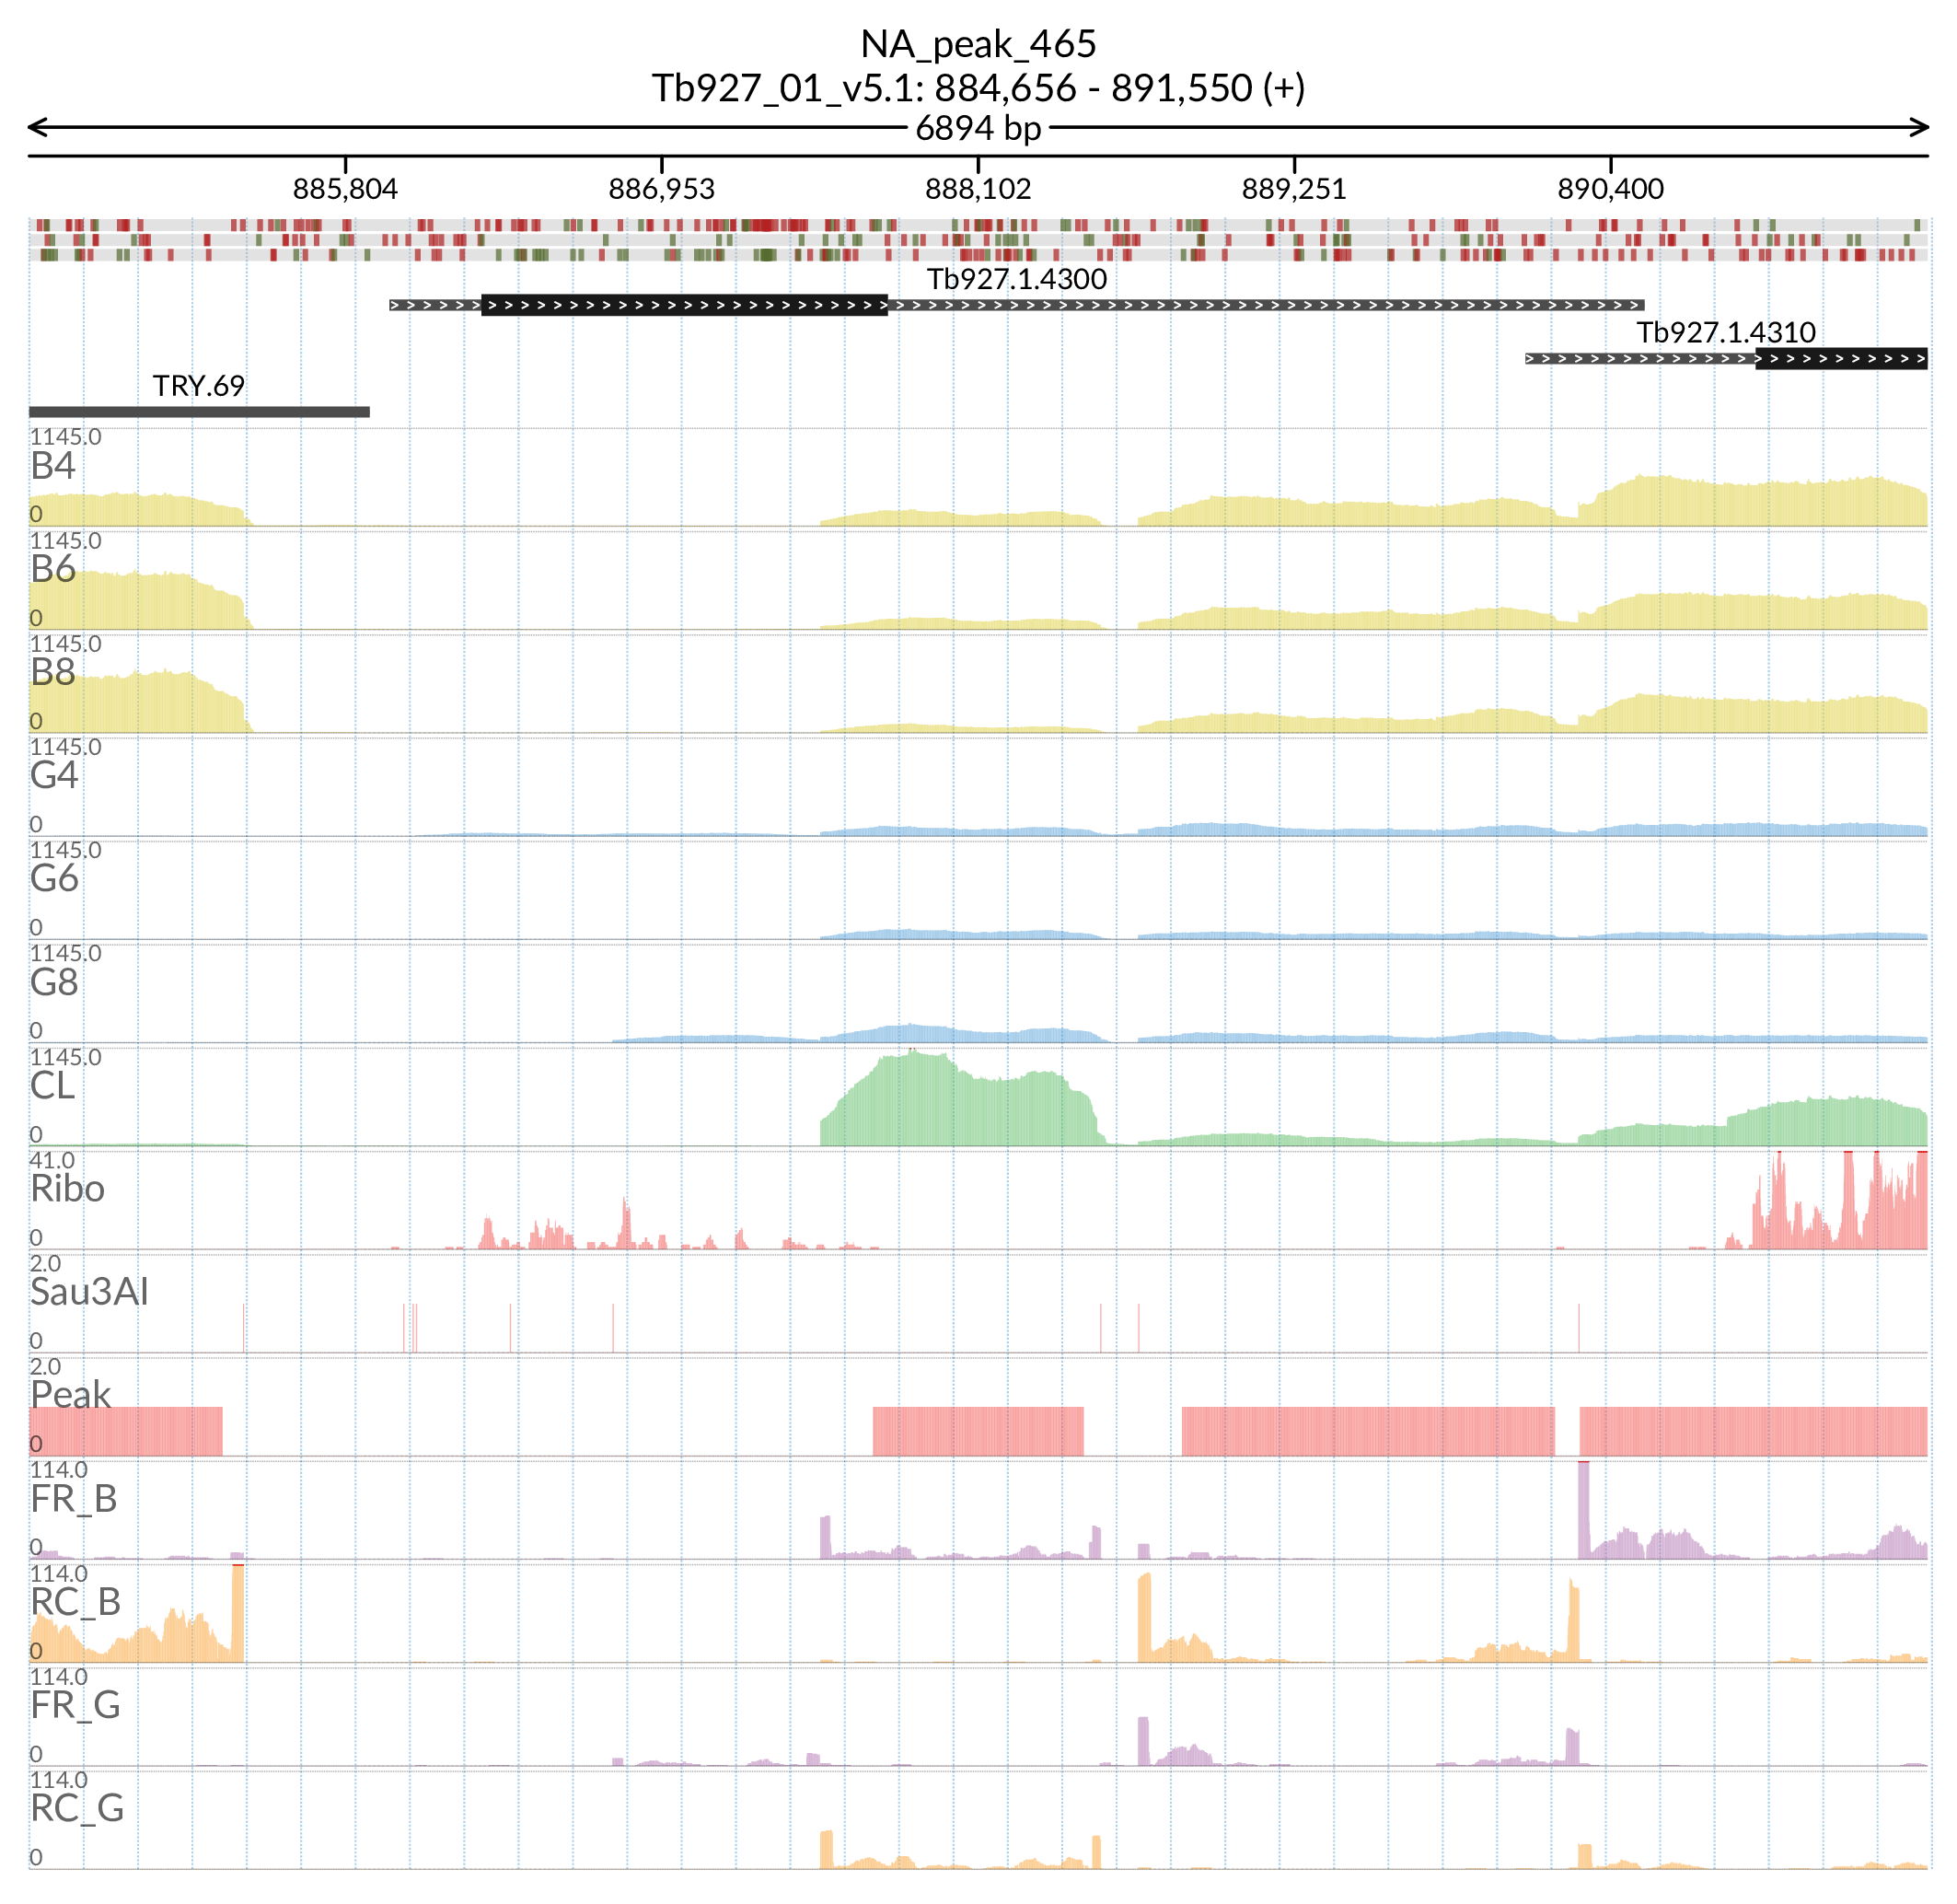 NA_peak_465
Tb927_01_v5.1: 884,656 - 891,550 (+)
6894 bp
885,804 886,953 888,102 889,251 890,400
Tb927.1.4300
Tb927.1.4310
TRY.69
1145.0
B4
0
1145.0
B6
0
1145.0
B8
0
1145.0
G4
0
1145.0
G6
0
1145.0
G8
0
1145.0
CL
0
41.0
Ribo
0
2.0
Sau3AI
0
2.0
Peak
0
114.0
FR_B
0
114.0
RC_B
0
114.0
FR_G
0
114.0
RC_G
0